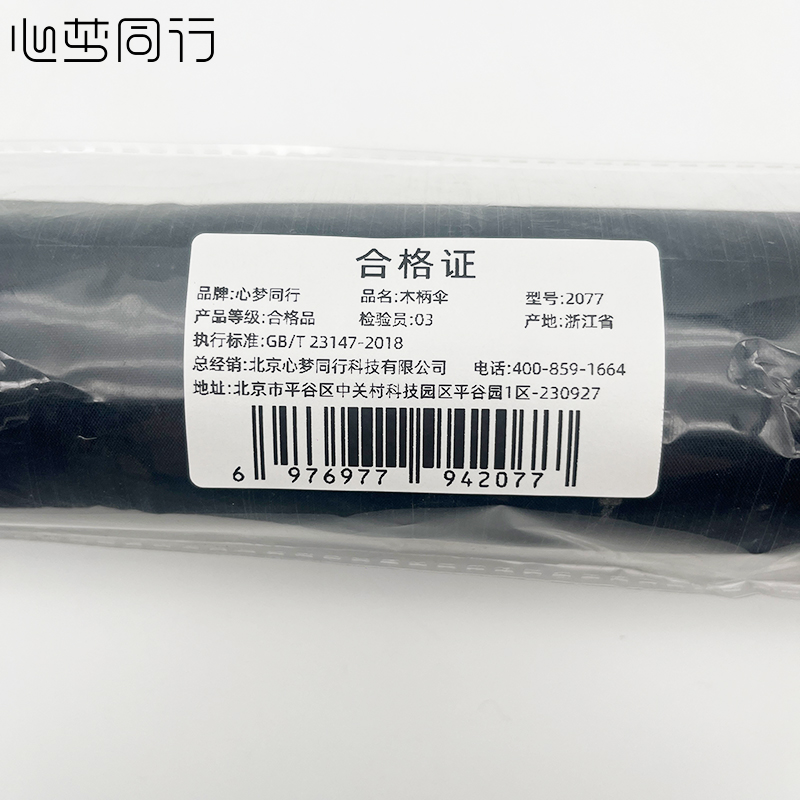 心梦同行
合格证
品牌:心梦同行 品名:木柄伞 型号:2077
产品等级:合格品 检验员:03 产地:浙江省
执行标准:GB/T 23147-2018
总经销:北京心梦同行科技有限公司 电话:400-859-1664
地址:北京市平谷区中关村科技园区平谷园1区-230927
6 976977 942077